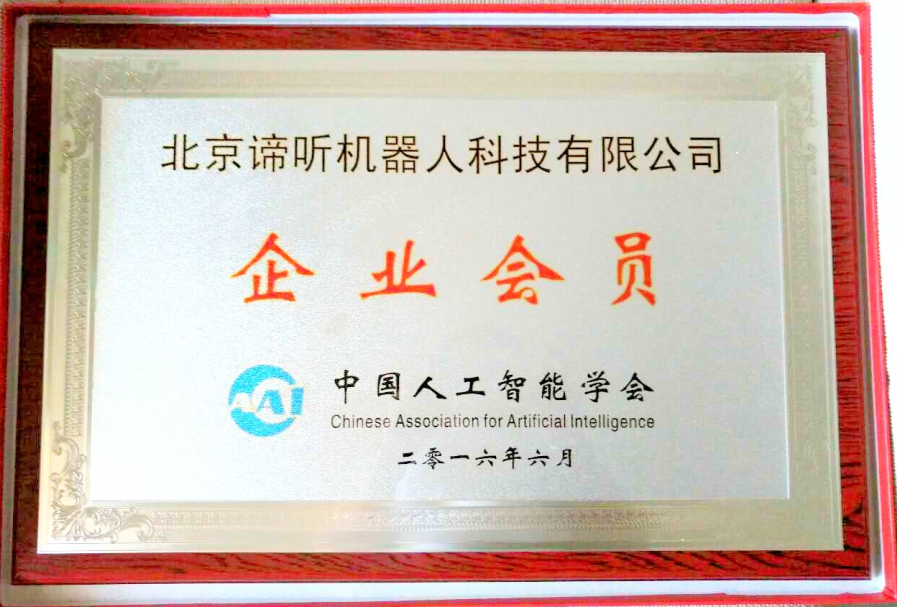 北京谛听机器人科技有限公司
企业会员
CAAI
中国人工智能学会
Chinese Association for Artificial Intelligence
二零一六年六月